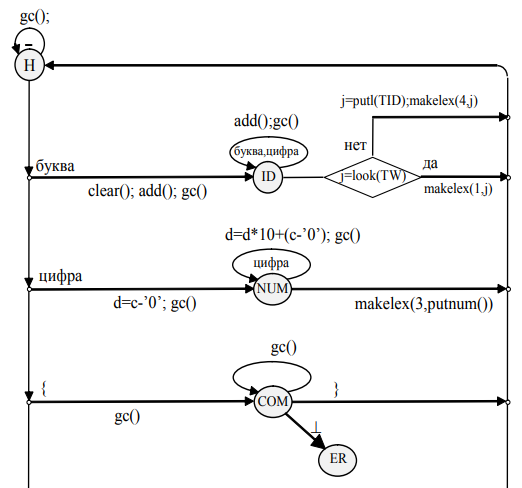 gc();
-
H
j=putl(TID);makelex(4,j)
add();gc()
нет
буква
буква,цифра
да
ID
j=look(TW)
clear(); add(); gc()
makelex(1,j)
d=d*10+(c-’0’); gc()
цифра
цифра
NUM
d=c-’0’; gc()
makelex(3,putnum())
gc()
{
COM
}
gc()
⊥
ER